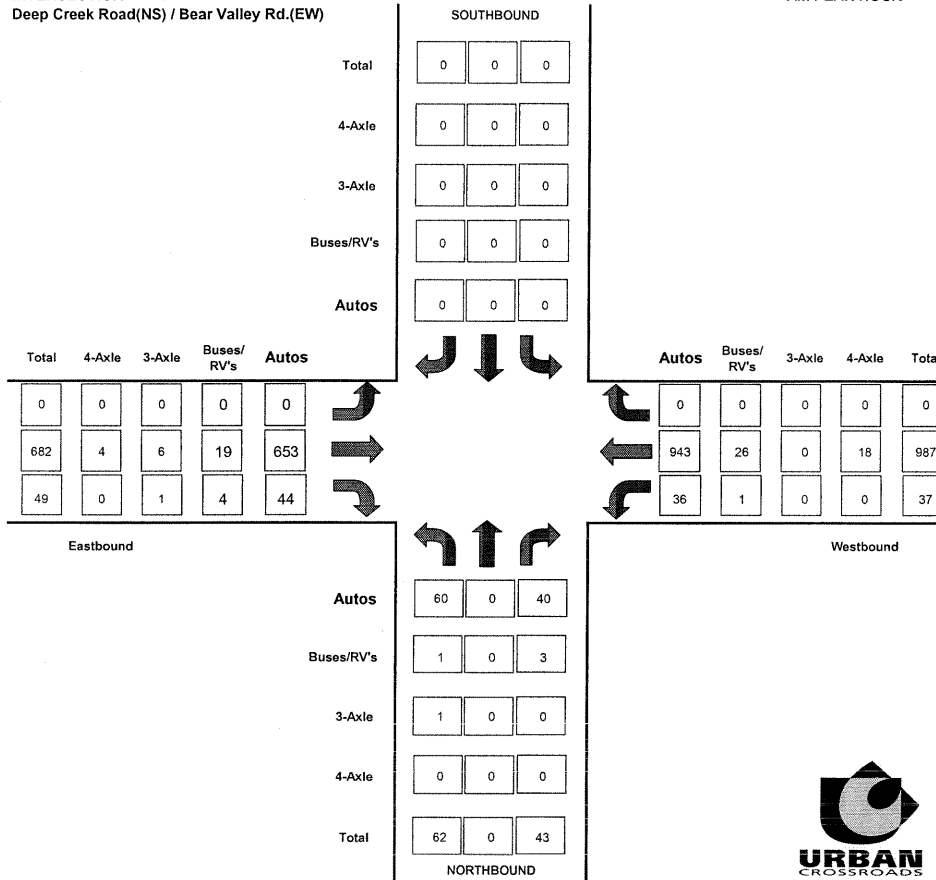 Deep Creek Road(NS) / Bear Valley Rd.(EW)
SOUTHBOUND
Total 0 0 0
4-Axle 0 0 0
3-Axle 0 0 0
Buses/RV's 0 0 0
Autos 0 0 0
Total 4-Axle 3-Axle Buses/ RV's Autos
0 0 0 0 0
682 4 6 19 653
49 0 1 4 44
Eastbound
Autos Buses/ RV's 3-Axle 4-Axle Tota
0 0 0 0 0
943 26 0 18 987
36 1 0 0 37
Westbound
Autos 60 0 40
Buses/RV's 1 0 3
3-Axle 1 0 0
4-Axle 0 0 0
Total 62 0 43
NORTHBOUND
URBAN
CROSSROADS